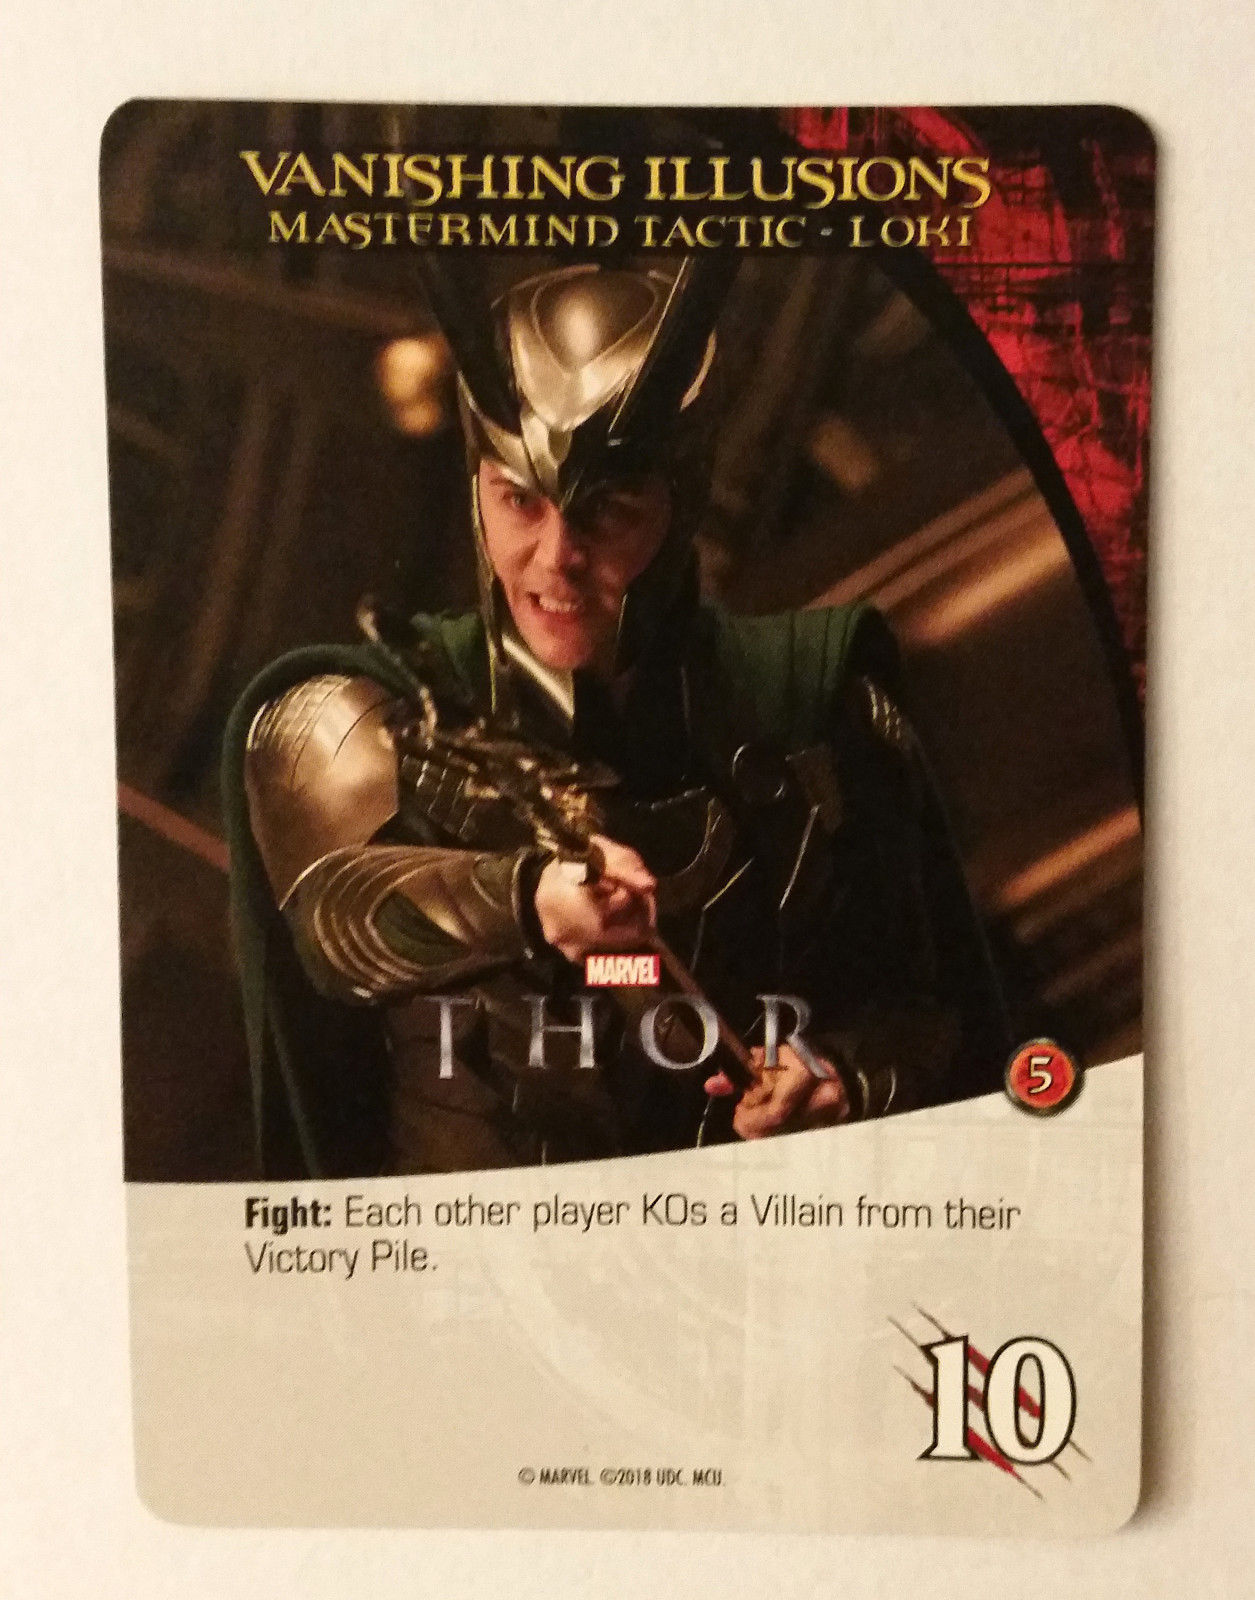 VANISHING ILLUSIONS
MASTERMIND TACTIC - LOKI
MARVEL
THOR
5
Fight: Each other player KOs a Villain from their
Victory Pile.
10
© MARVEL. ©2018 UDC. MCU.